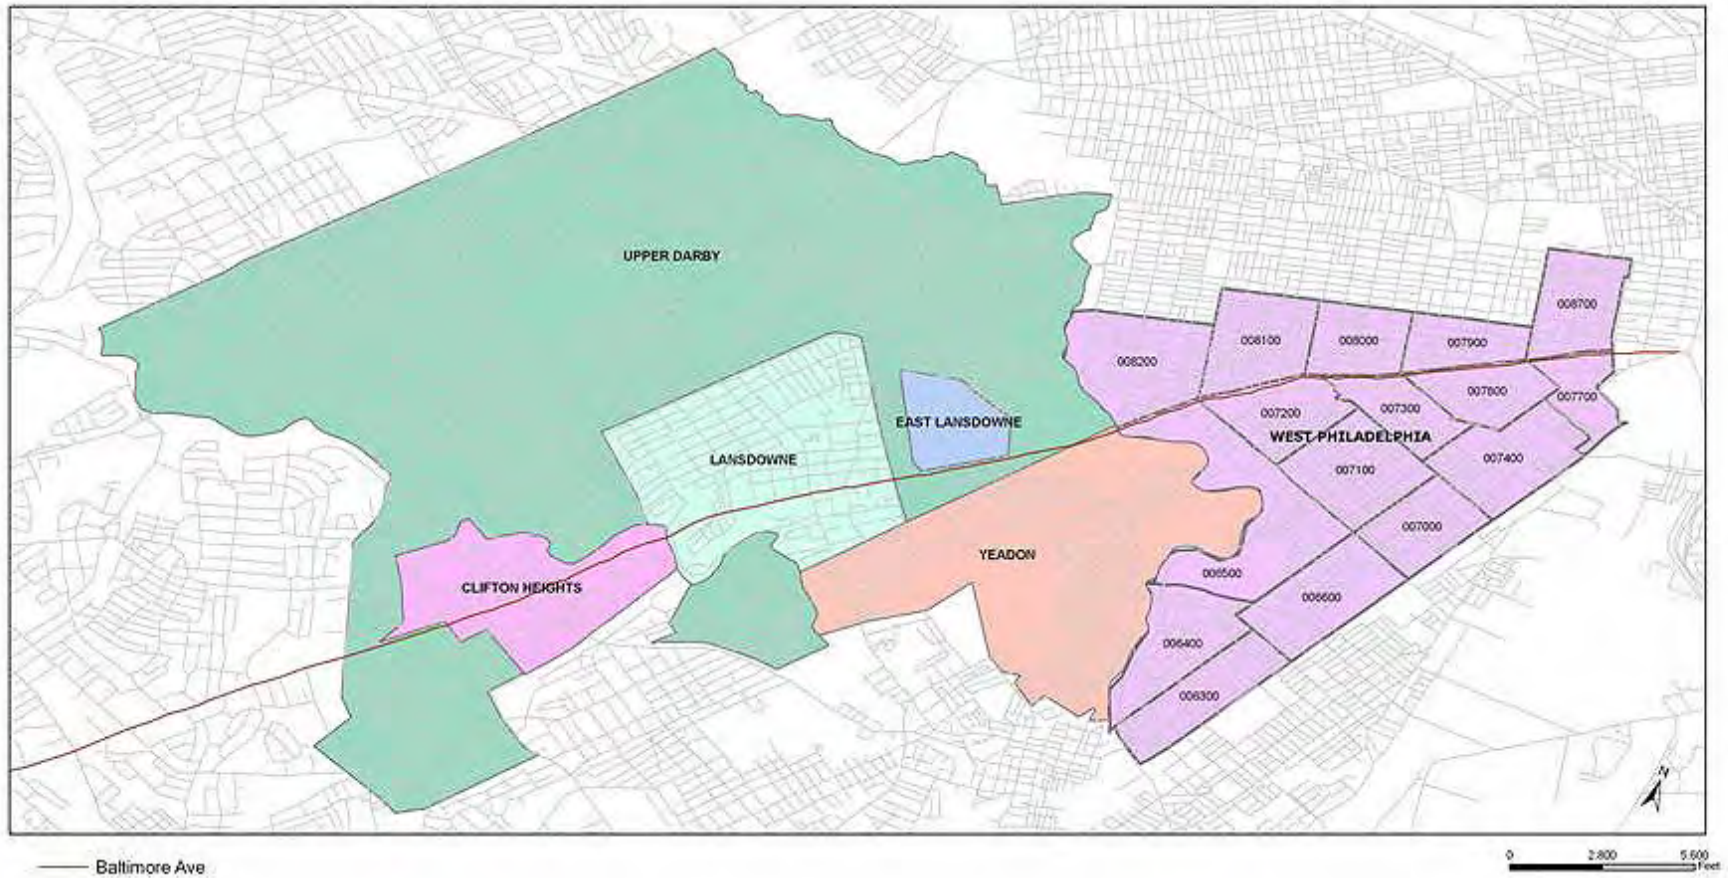 UPPER DARBY
008700
008200
008100
008000
007900
007800
007700
007200
007300
EAST LANSDOWNE
WEST PHILADELPHIA
LANSDOWNE
007100
007400
007000
YEADON
006500
CLIFTON HEIGHTS
006600
006400
006300
N
Baltimore Ave
0 2,800 5,600
Feet